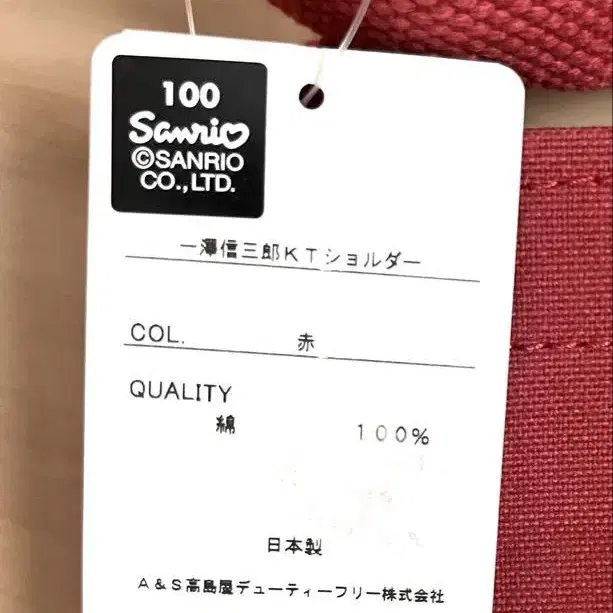 100
Sanrio
©SANRIO
CO.,LTD.
一澤信三郎KTショルダー
COL. 赤
QUALITY
綿 100%
日本製
A&S高島屋デューティーフリー株式会社